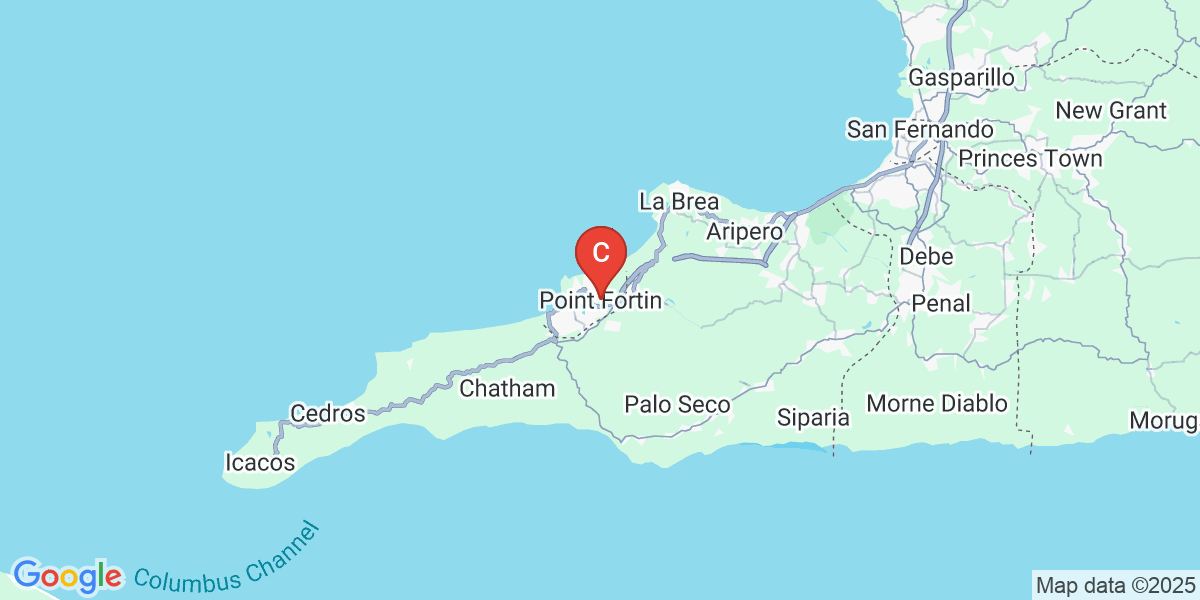 Gasparillo
New Grant
San Fernando
Princes Town
La Brea
Aripero
C
Debe
Point Fortin
Penal
Chatham
Palo Seco
Morne Diablo
Cedros
Siparia
Moruga
Icacos
Columbus Channel
Google
Map data ©2025